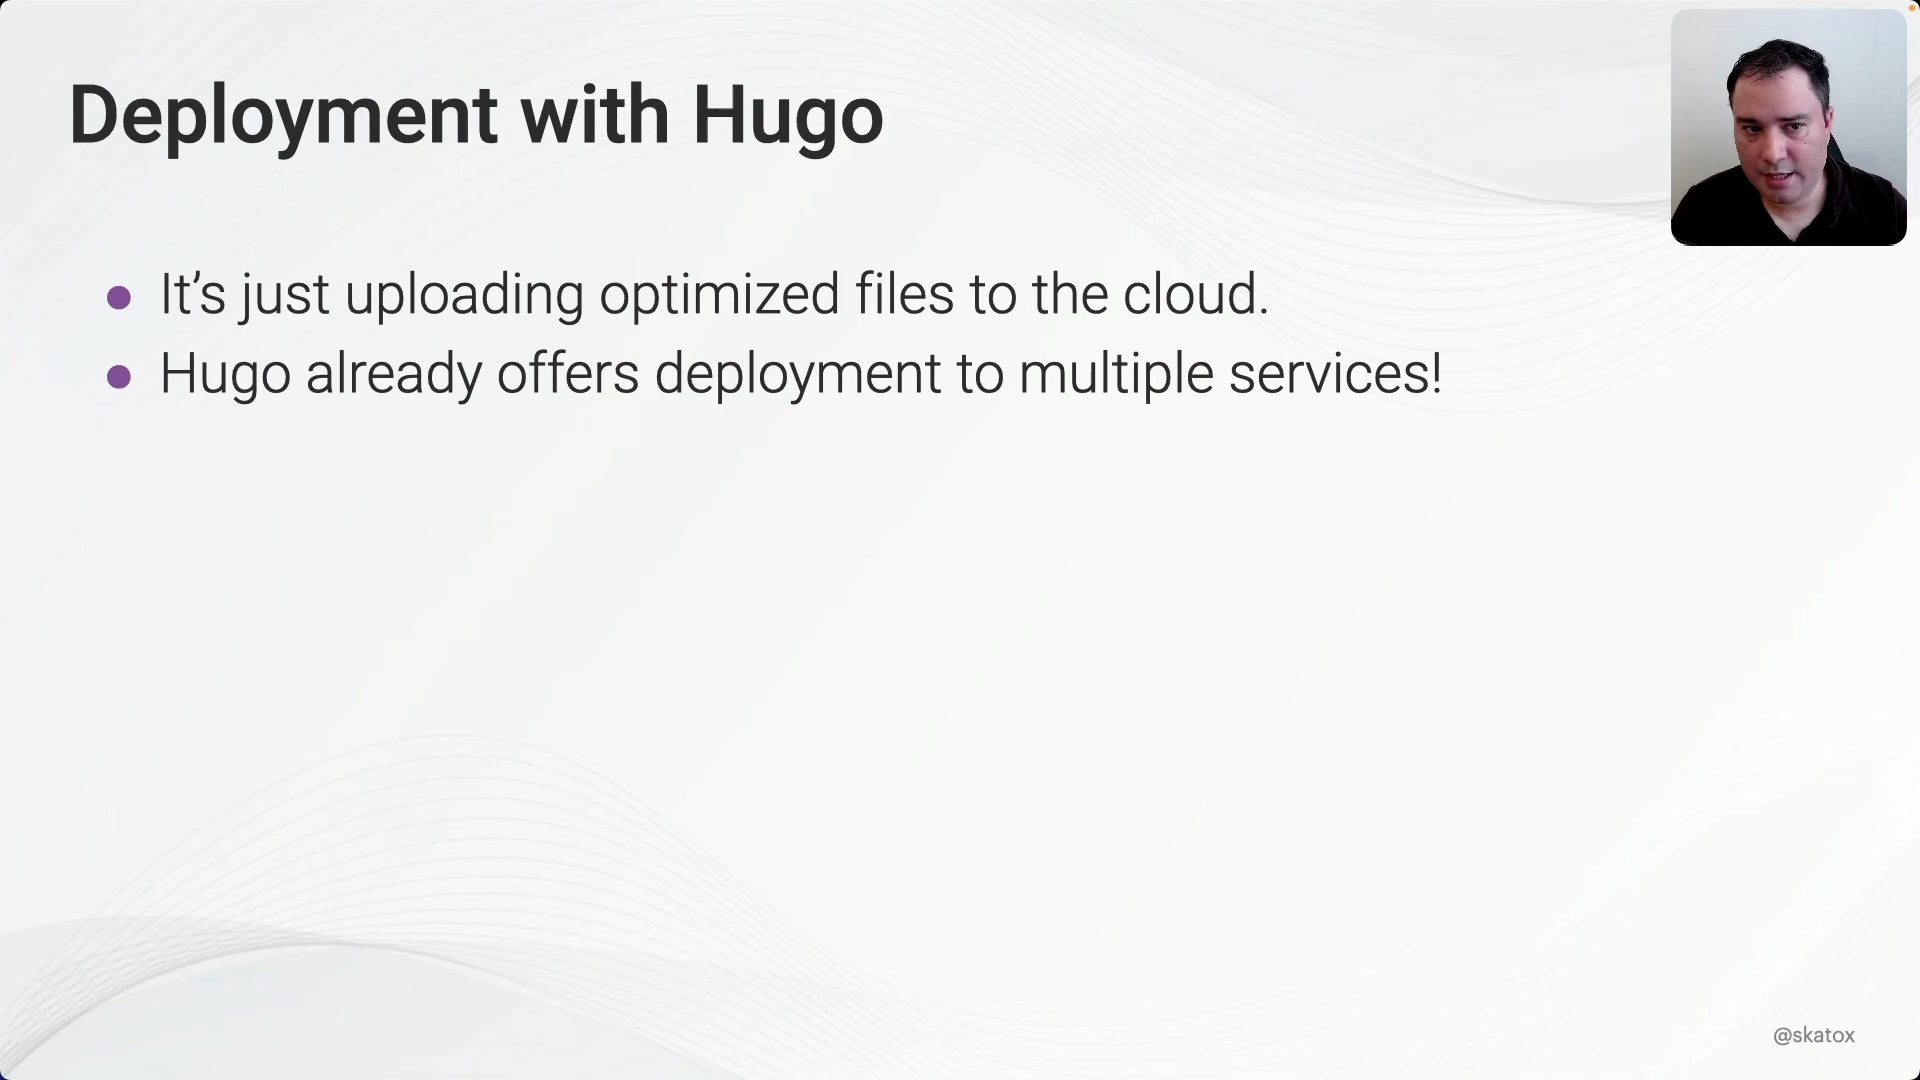 Deployment with Hugo
It’s just uploading optimized files to the cloud.
Hugo already offers deployment to multiple services!
@skatox